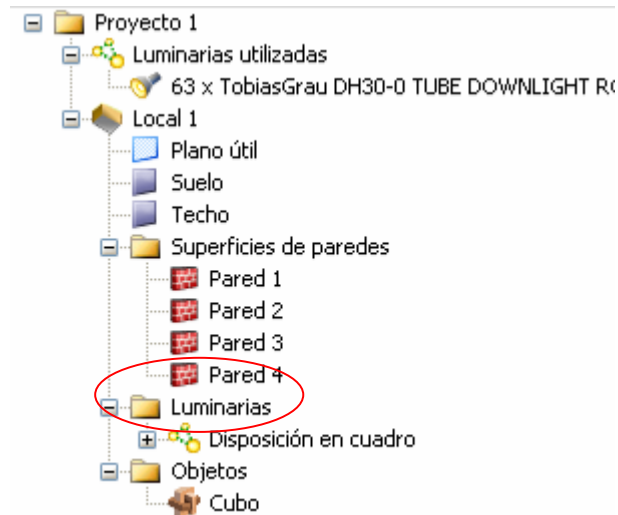 Proyecto 1
Luminarias utilizadas
63 x TobiasGrau DH30-0 TUBE DOWNLIGHT
Local 1
Plano útil
Suelo
Techo
Superficies de paredes
Pared 1
Pared 2
Pared 3
Pared 4
Luminarias
Disposición en cuadro
Objetos
Cubo